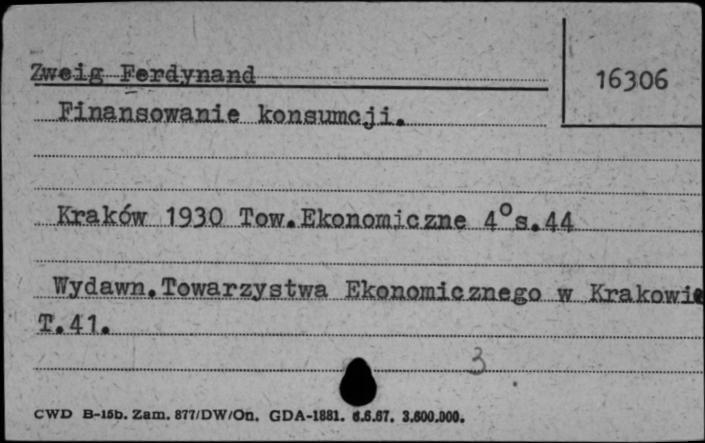 Zweig Ferdynand
16306
Finansowanie konsumcji.
Kraków 1930 Tow.Ekonomiczne 4°s.44
Wydawn.Towarzystwa Ekonomicznego w Krakowie
T.41.
3
CWD B-15b. Zam. 877/DW/On. GDA-1881. 6.6.67. 3.600.000.